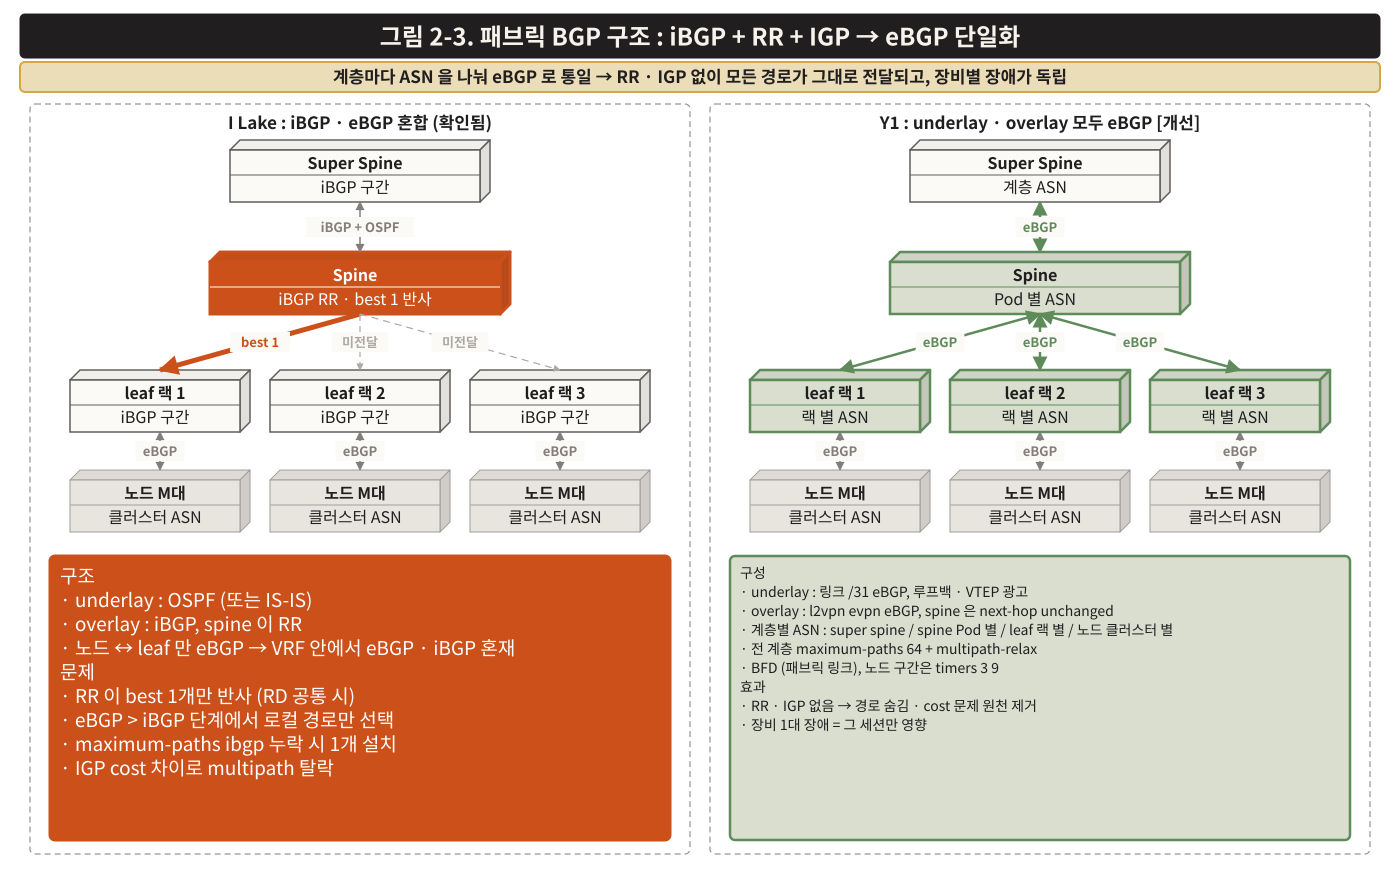 그림 2-3. 패브릭 BGP 구조 : iBGP + RR + IGP → eBGP 단일화
계층마다 ASN 을 나눠 eBGP 로 통일 → RR · IGP 없이 모든 경로가 그대로 전달되고, 장비별 장애가 독립
I Lake : iBGP · eBGP 혼합 (확인됨)
Super Spine
iBGP 구간
iBGP + OSPF
Spine
iBGP RR · best 1 반사
best 1
미전달
미전달
leaf 랙 1
iBGP 구간
leaf 랙 2
iBGP 구간
leaf 랙 3
iBGP 구간
eBGP
eBGP
eBGP
노드 M대
클러스터 ASN
노드 M대
클러스터 ASN
노드 M대
클러스터 ASN
구조
· underlay : OSPF (또는 IS-IS)
· overlay : iBGP, spine 이 RR
· 노드 ↔ leaf 만 eBGP → VRF 안에서 eBGP · iBGP 혼재
문제
· RR 이 best 1개만 반사 (RD 공통 시)
· eBGP > iBGP 단계에서 로컬 경로만 선택
· maximum-paths ibgp 누락 시 1개 설치
· IGP cost 차이로 multipath 탈락
Y1 : underlay · overlay 모두 eBGP [개선]
Super Spine
계층 ASN
eBGP
Spine
Pod 별 ASN
eBGP
eBGP
eBGP
leaf 랙 1
랙 별 ASN
leaf 랙 2
랙 별 ASN
leaf 랙 3
랙 별 ASN
eBGP
eBGP
eBGP
노드 M대
클러스터 ASN
노드 M대
클러스터 ASN
노드 M대
클러스터 ASN
구성
· underlay : 링크 /31 eBGP, 루프백 · VTEP 광고
· overlay : l2vpn evpn eBGP, spine 은 next-hop unchanged
· 계층별 ASN : super spine / spine Pod 별 / leaf 랙 별 / 노드 클러스터 별
· 전 계층 maximum-paths 64 + multipath-relax
· BFD (패브릭 링크), 노드 구간은 timers 3 9
효과
· RR · IGP 없음 → 경로 숨김 · cost 문제 원천 제거
· 장비 1대 장애 = 그 세션만 영향